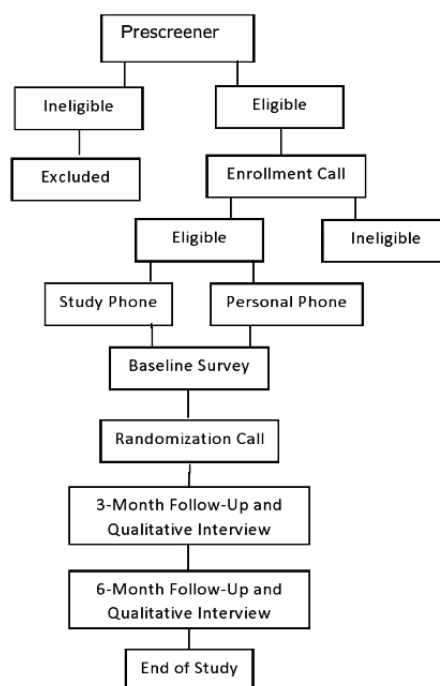 Prescreener
Ineligible
Eligible
Excluded
Enrollment Call
Eligible
Ineligible
Study Phone
Personal Phone
Baseline Survey
Randomization Call
3-Month Follow-Up and
Qualitative Interview
6-Month Follow-Up and
Qualitative Interview
End of Study